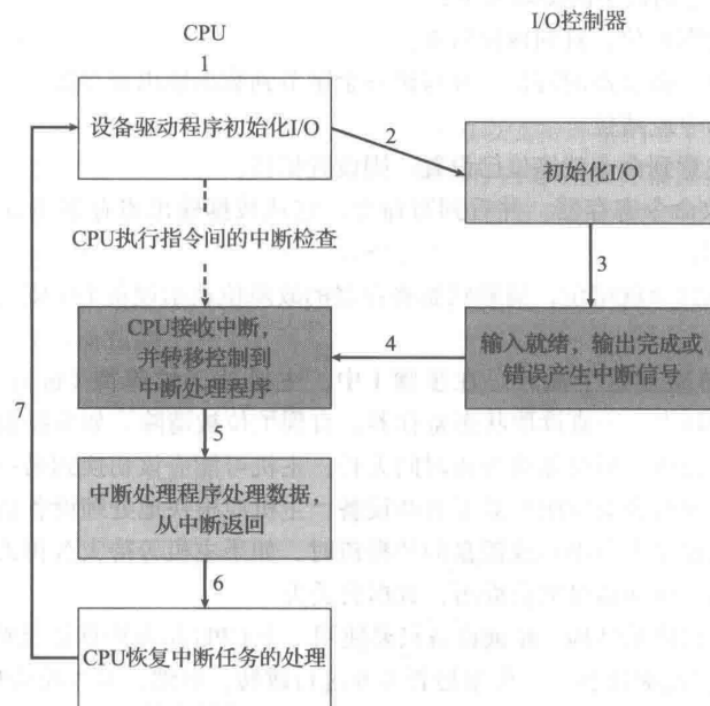 I/O控制器
CPU
1
设备驱动程序初始化I/O
2
初始化I/O
CPU执行指令间的中断检查
3
CPU接收中断，
并转移控制到
中断处理程序
4
输入就绪，输出完成或
错误产生中断信号
7
5
中断处理程序处理数据，
从中断返回
6
CPU恢复中断任务的处理